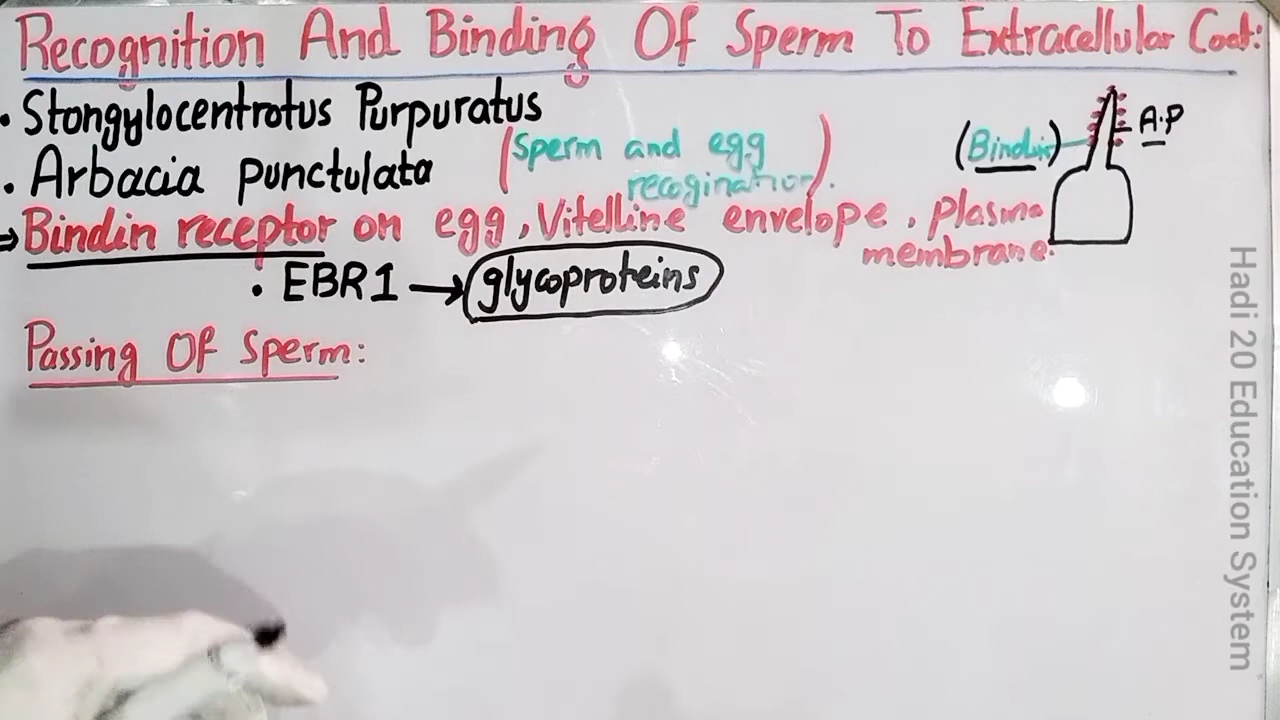 Recognition And Binding Of Sperm To Extracellular Coat:
• Stongylocentrotus Purpuratus
• Arbacia punctulata
(Sperm and egg
recogination).
(Bindin)
A.P
⇒ Bindin receptor on egg, Vitelline envelope, plasma
membrane.
• EBR1 → glycoproteins
Passing Of Sperm:
Hadi 20 Education System